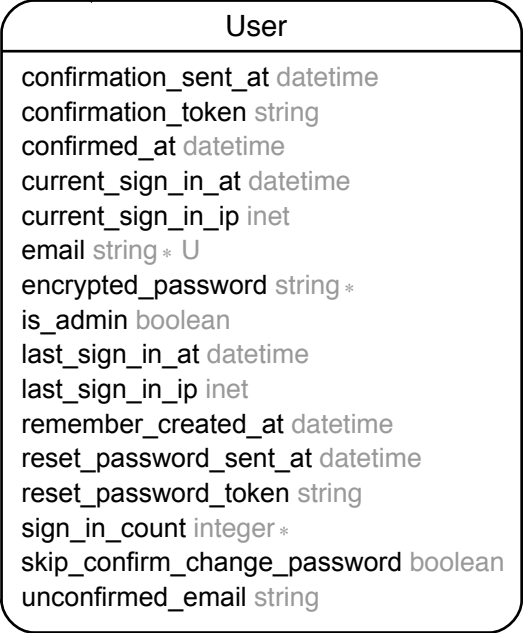 User
confirmation_sent_at datetime
confirmation_token string
confirmed_at datetime
current_sign_in_at datetime
current_sign_in_ip inet
email string * U
encrypted_password string *
is_admin boolean
last_sign_in_at datetime
last_sign_in_ip inet
remember_created_at datetime
reset_password_sent_at datetime
reset_password_token string
sign_in_count integer *
skip_confirm_change_password boolean
unconfirmed_email string